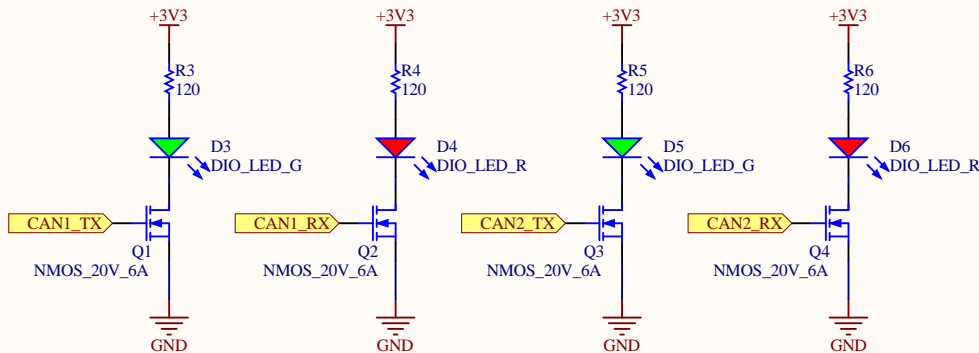 +3V3 +3V3 +3V3 +3V3
R3 R4 R5 R6
120 120 120 120
D3 D4 D5 D6
DIO_LED_G DIO_LED_R DIO_LED_G DIO_LED_R
CAN1_TX CAN1_RX CAN2_TX CAN2_RX
Q1 Q2 Q3 Q4
NMOS_20V_6A NMOS_20V_6A NMOS_20V_6A NMOS_20V_6A
GND GND GND GND